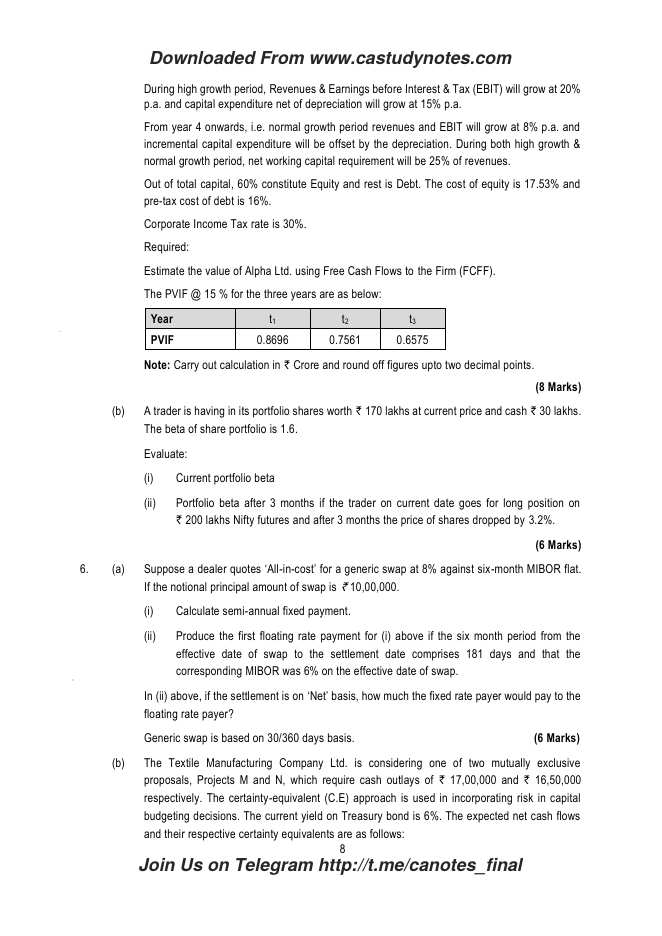 Downloaded From www.castudynotes.com
During high growth period, Revenues & Earnings before Interest & Tax (EBIT) will grow at 20%
p.a. and capital expenditure net of depreciation will grow at 15% p.a.
From year 4 onwards, i.e. normal growth period revenues and EBIT will grow at 8% p.a. and
incremental capital expenditure will be offset by the depreciation. During both high growth &
normal growth period, net working capital requirement will be 25% of revenues.
Out of total capital, 60% constitute Equity and rest is Debt. The cost of equity is 17.53% and
pre-tax cost of debt is 16%.
Corporate Income Tax rate is 30%.
Required:
Estimate the value of Alpha Ltd. using Free Cash Flows to the Firm (FCFF).
The PVIF @ 15 % for the three years are as below:
Year t1 t2 t3
PVIF 0.8696 0.7561 0.6575
Note: Carry out calculation in ₹ Crore and round off figures upto two decimal points.
(8 Marks)
(b) A trader is having in its portfolio shares worth ₹ 170 lakhs at current price and cash ₹ 30 lakhs.
The beta of share portfolio is 1.6.
Evaluate:
(i) Current portfolio beta
(ii) Portfolio beta after 3 months if the trader on current date goes for long position on
₹ 200 lakhs Nifty futures and after 3 months the price of shares dropped by 3.2%.
(6 Marks)
6. (a) Suppose a dealer quotes ‘All-in-cost’ for a generic swap at 8% against six-month MIBOR flat.
If the notional principal amount of swap is ₹10,00,000.
(i) Calculate semi-annual fixed payment.
(ii) Produce the first floating rate payment for (i) above if the six month period from the
effective date of swap to the settlement date comprises 181 days and that the
corresponding MIBOR was 6% on the effective date of swap.
In (ii) above, if the settlement is on ‘Net’ basis, how much the fixed rate payer would pay to the
floating rate payer?
Generic swap is based on 30/360 days basis. (6 Marks)
(b) The Textile Manufacturing Company Ltd. is considering one of two mutually exclusive
proposals, Projects M and N, which require cash outlays of ₹ 17,00,000 and ₹ 16,50,000
respectively. The certainty-equivalent (C.E) approach is used in incorporating risk in capital
budgeting decisions. The current yield on Treasury bond is 6%. The expected net cash flows
and their respective certainty equivalents are as follows:
8
Join Us on Telegram http://t.me/canotes_final